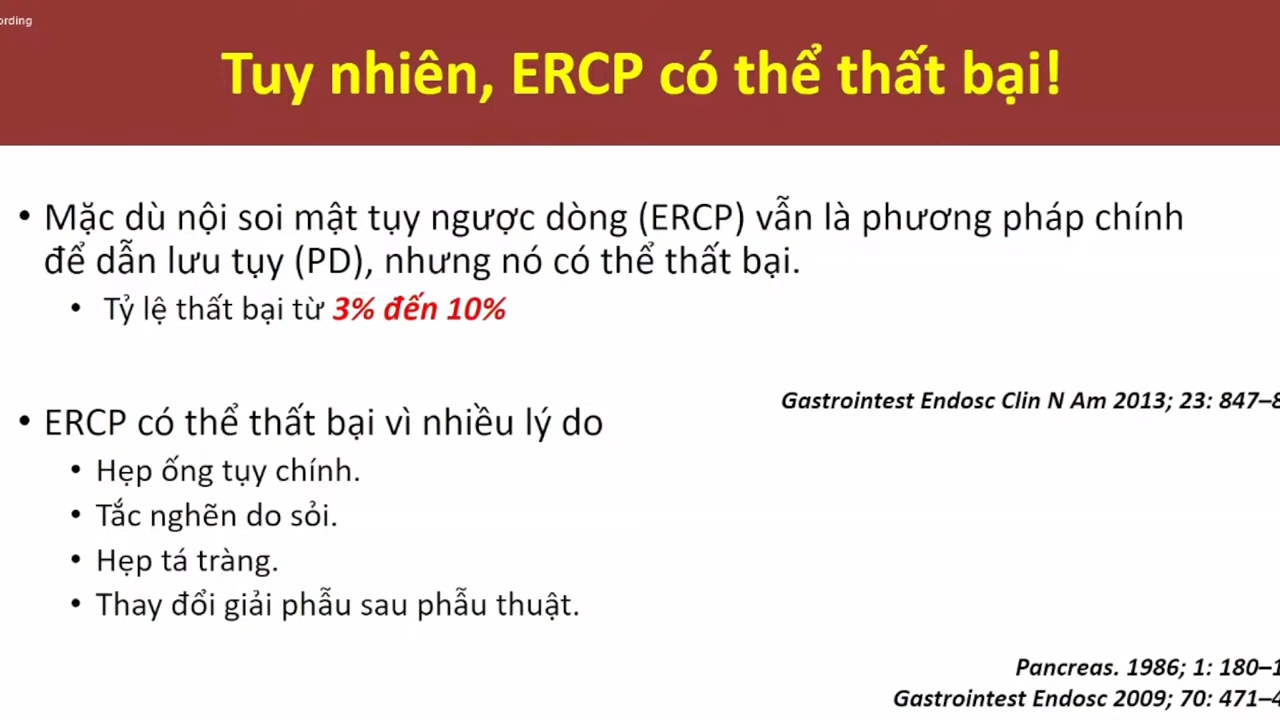 ording
Tuy nhiên, ERCP có thể thất bại!
• Mặc dù nội soi mật tụy ngược dòng (ERCP) vẫn là phương pháp chính
để dẫn lưu tụy (PD), nhưng nó có thể thất bại.
• Tỷ lệ thất bại từ 3% đến 10%
Gastrointest Endosc Clin N Am 2013; 23: 847–8
• ERCP có thể thất bại vì nhiều lý do
• Hẹp ống tụy chính.
• Tắc nghẽn do sỏi.
• Hẹp tá tràng.
• Thay đổi giải phẫu sau phẫu thuật.
Pancreas. 1986; 1: 180–1
Gastrointest Endosc 2009; 70: 471–4